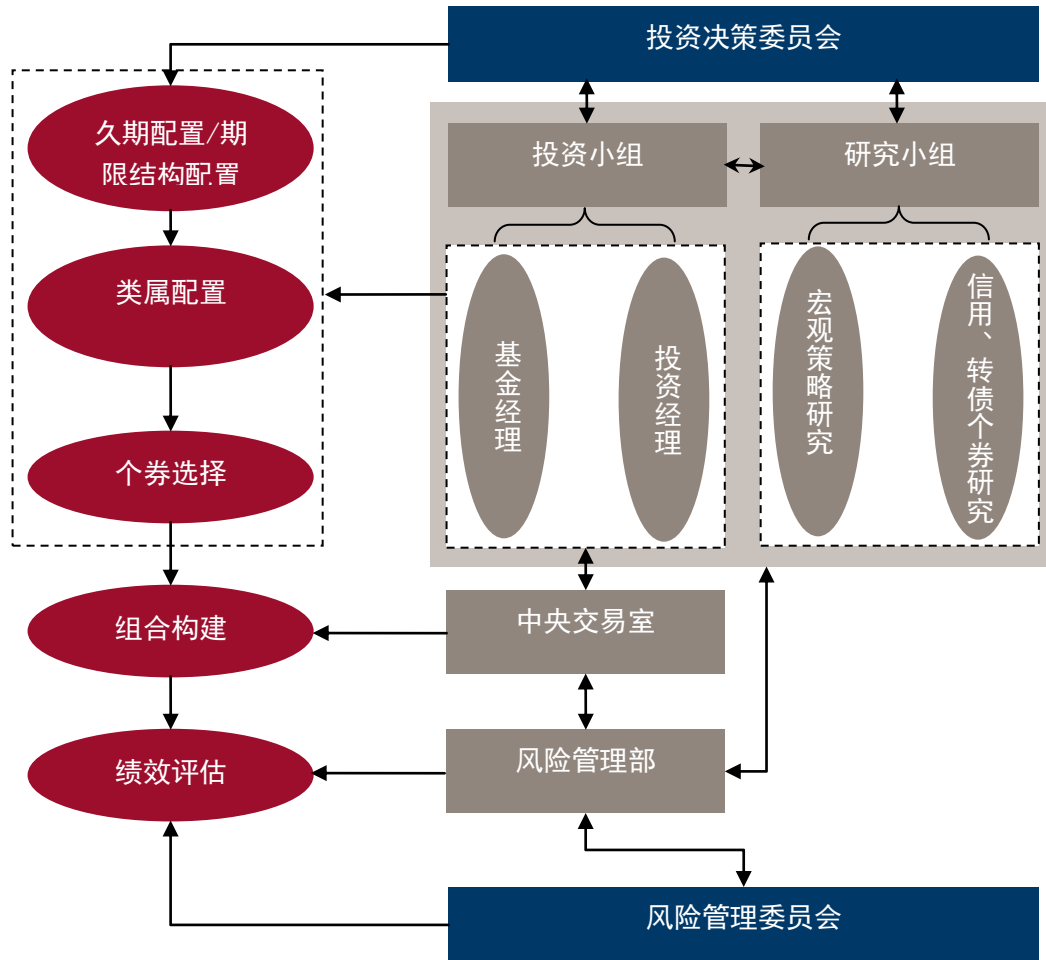 投资决策委员会
久期配置/期
限结构配置
投资小组
研究小组
类属配置
基金经理
投资经理
宏观策略研究
信用、转债个券研究
个券选择
组合构建
中央交易室
绩效评估
风险管理部
风险管理委员会